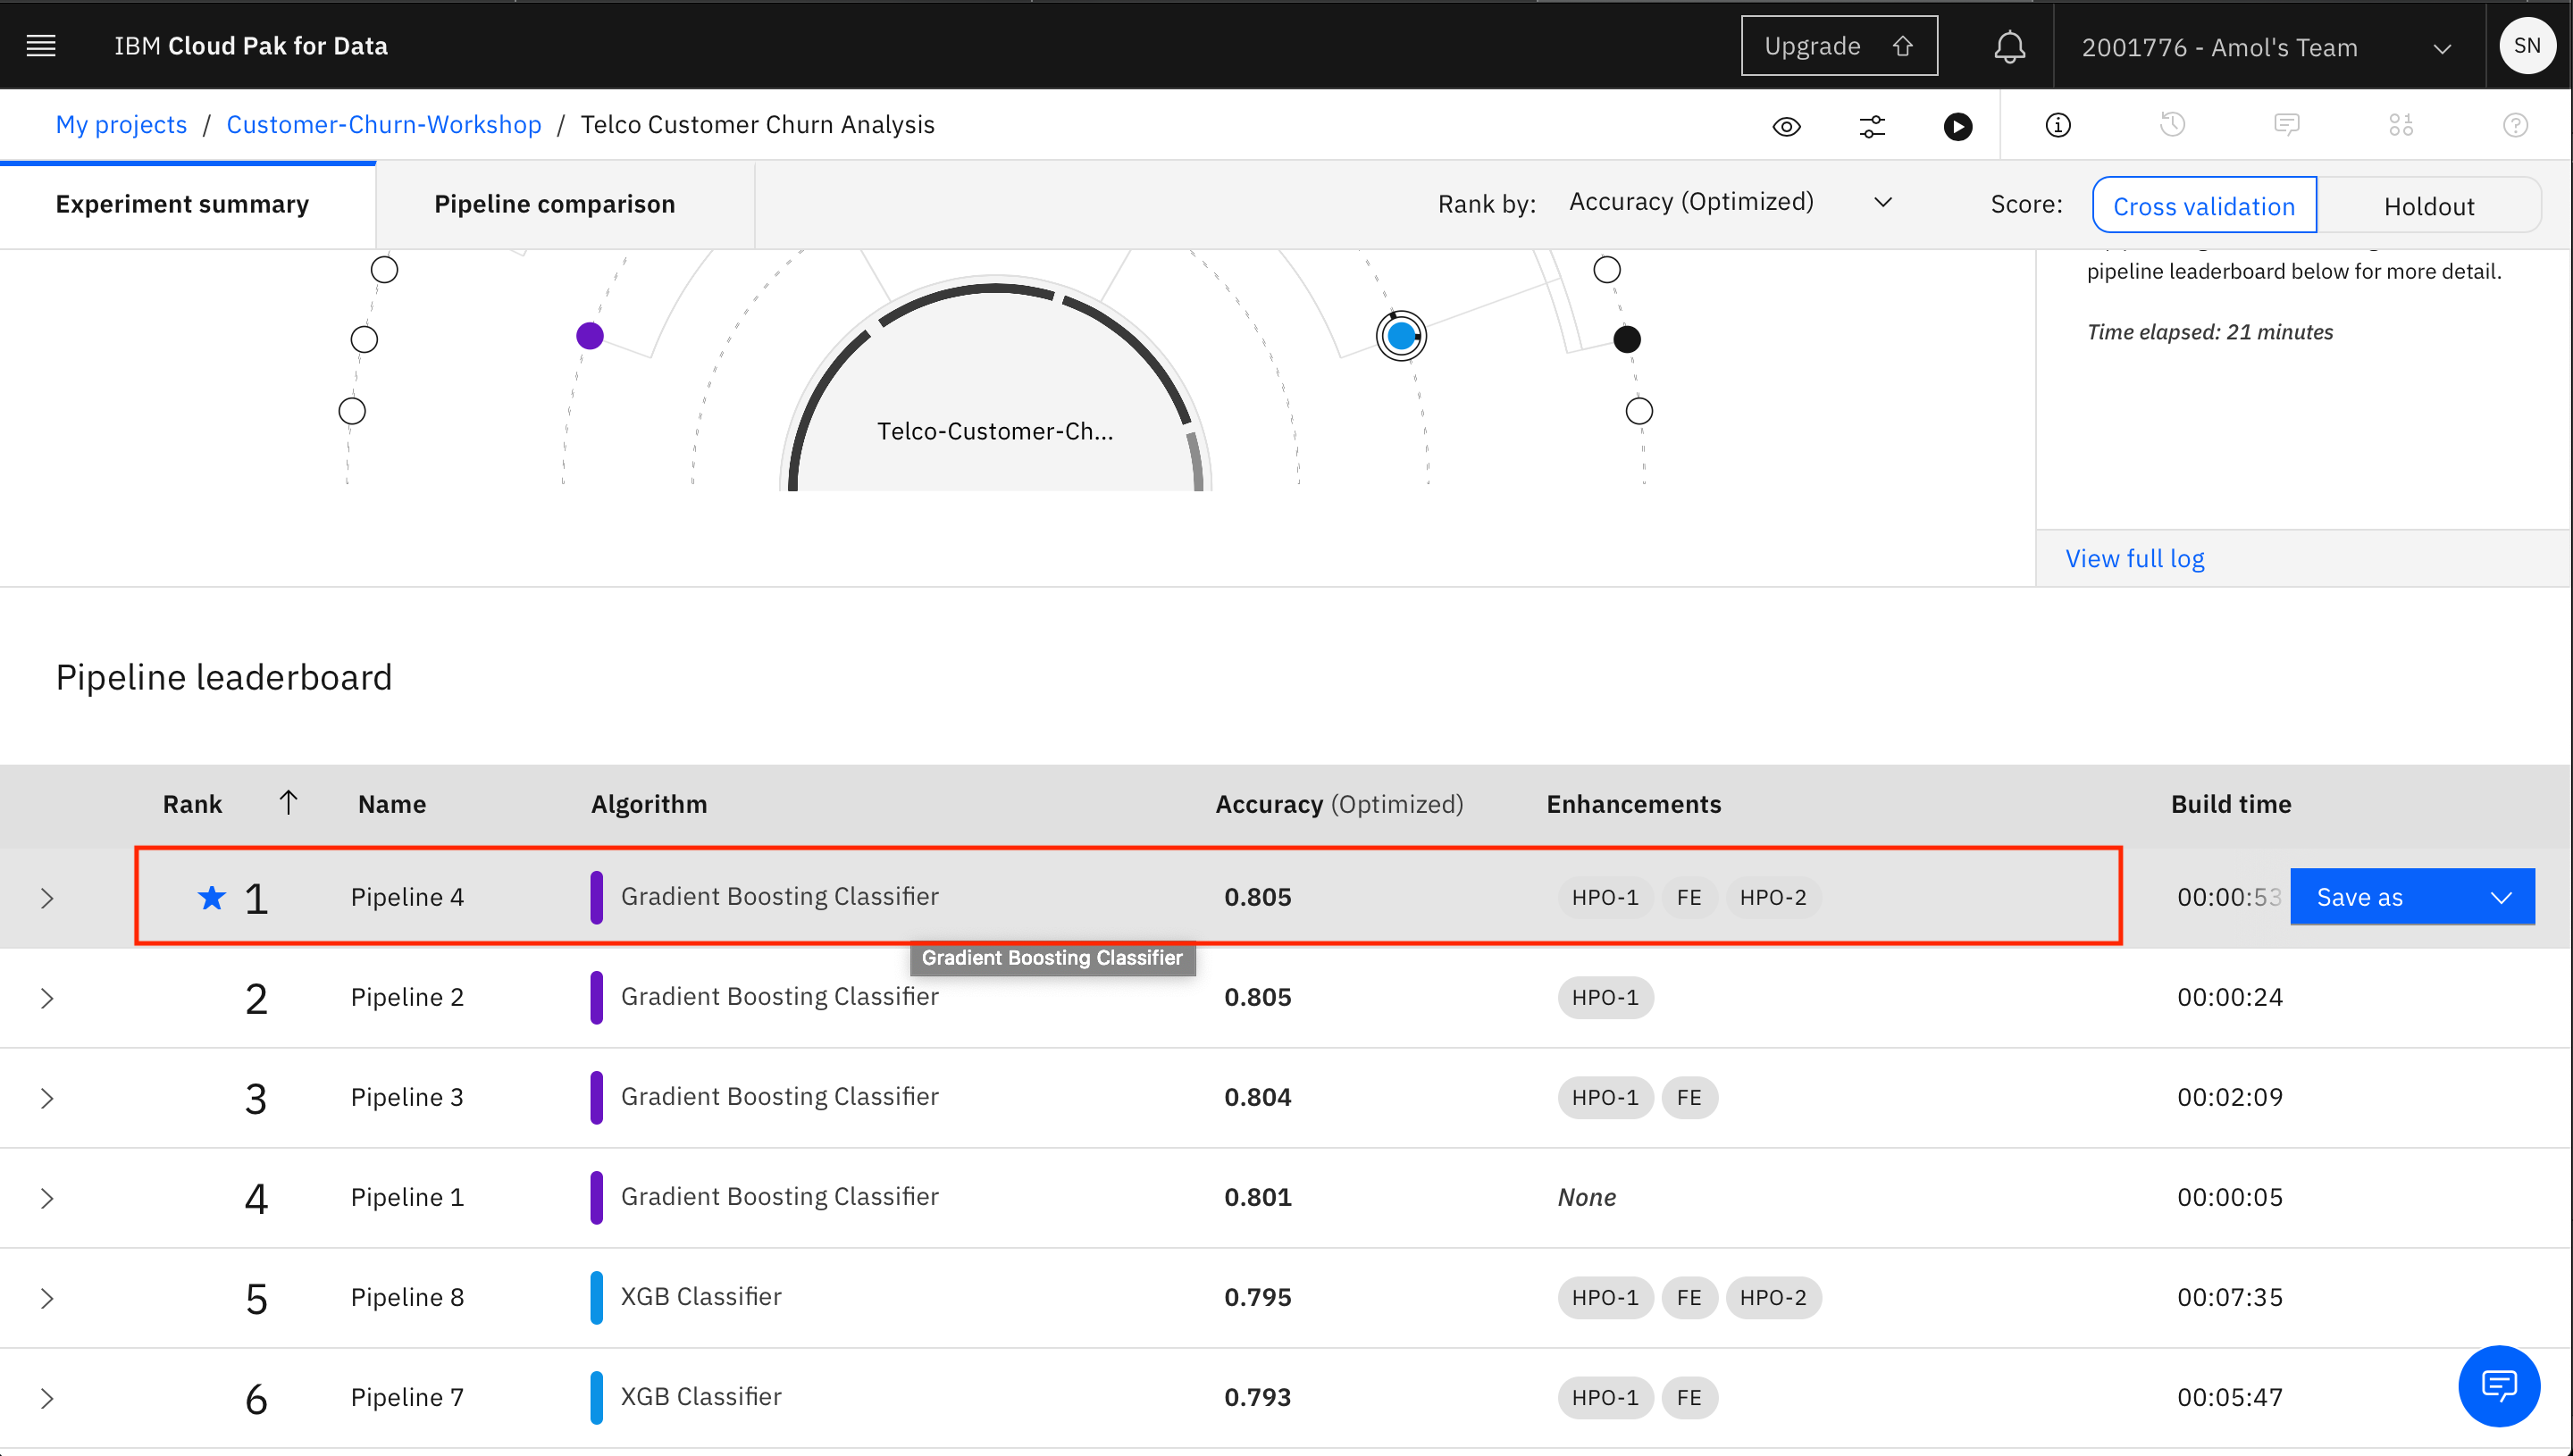 IBM Cloud Pak for Data
Upgrade
2001776 - Amol's Team
SN
My projects / Customer-Churn-Workshop / Telco Customer Churn Analysis
Experiment summary
Pipeline comparison
Rank by: Accuracy (Optimized)
Score: Cross validation Holdout
pipeline leaderboard below for more detail.
Time elapsed: 21 minutes
Telco-Customer-Ch...
View full log
Pipeline leaderboard
Rank Name Algorithm Accuracy (Optimized) Enhancements Build time
1 Pipeline 4 Gradient Boosting Classifier 0.805 HPO-1 FE HPO-2 00:00:53 Save as
Gradient Boosting Classifier
2 Pipeline 2 Gradient Boosting Classifier 0.805 HPO-1 00:00:24
3 Pipeline 3 Gradient Boosting Classifier 0.804 HPO-1 FE 00:02:09
4 Pipeline 1 Gradient Boosting Classifier 0.801 None 00:00:05
5 Pipeline 8 XGB Classifier 0.795 HPO-1 FE HPO-2 00:07:35
6 Pipeline 7 XGB Classifier 0.793 HPO-1 FE 00:05:47